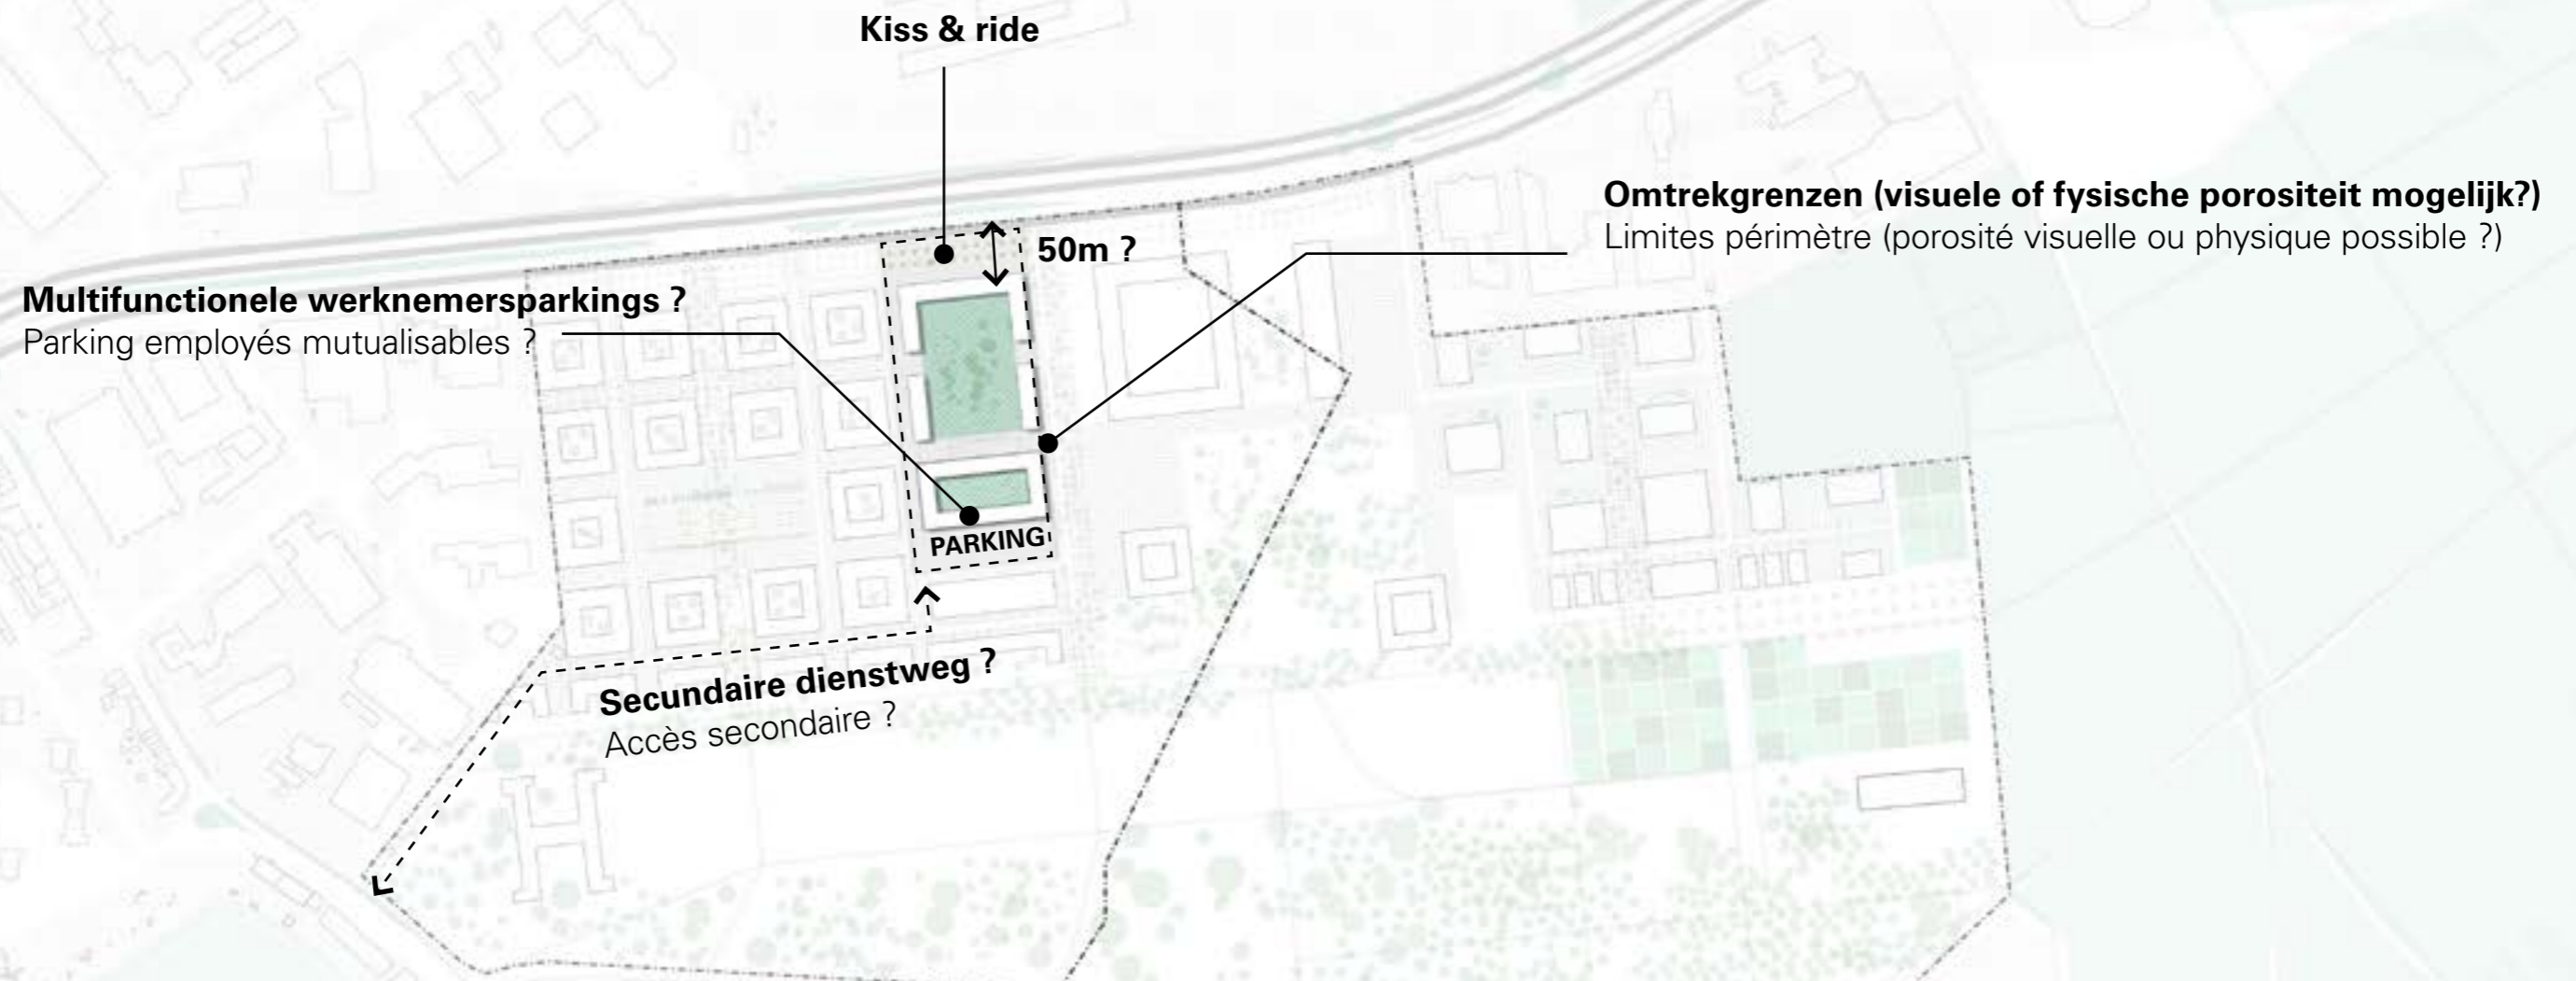 Kiss & ride
Omtrekgrenzen (visuele of fysische porositeit mogelijk?)
Limites périmètre (porosité visuelle ou physique possible ?)
50m ?
Multifunctionele werknemersparkings ?
Parking employés mutualisables ?
PARKING
Secundaire dienstweg ?
Accès secondaire ?